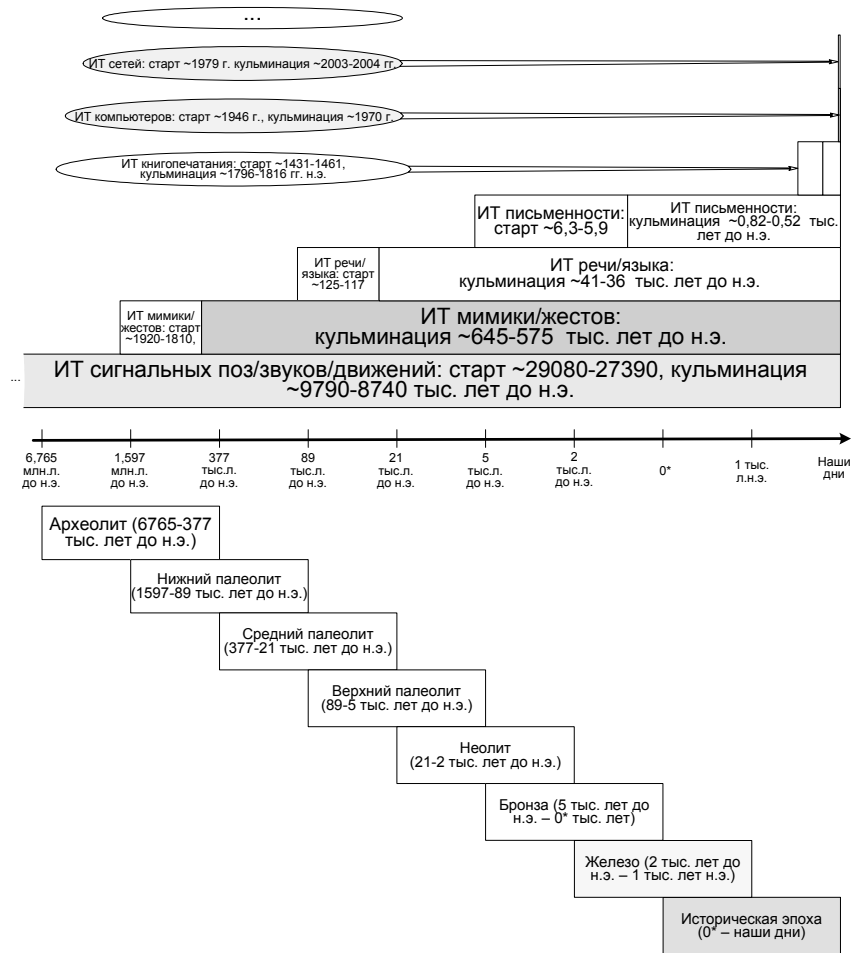 ...
ИТ сетей: старт ~1979 г. кульминация ~2003-2004 гг.
ИТ компьютеров: старт ~1946 г., кульминация ~1970 г.
ИТ книгопечатания: старт ~1431-1461,
кульминация ~1796-1816 гг. н.э.
ИТ письменности:
старт ~6,3-5,9
ИТ письменности:
кульминация ~0,82-0,52 тыс.
лет до н.э.
ИТ речи/
языка: старт
~125-117
ИТ речи/языка:
кульминация ~41-36 тыс. лет до н.э.
ИТ мимики/
жестов: старт
~1920-1810,
ИТ мимики/жестов:
кульминация ~645-575 тыс. лет до н.э.
...
ИТ сигнальных поз/звуков/движений: старт ~29080-27390, кульминация
~9790-8740 тыс. лет до н.э.
6,765
млн.л.
до н.э.
1,597
млн.л.
до н.э.
377
тыс.л.
до н.э.
89
тыс.л.
до н.э.
21
тыс.л.
до н.э.
5
тыс.л.
до н.э.
2
тыс.л.
до н.э.
0*
1 тыс.
л.н.э.
Наши
дни
Археолит (6765-377
тыс. лет до н.э.)
Нижний палеолит
(1597-89 тыс. лет до н.э.)
Средний палеолит
(377-21 тыс. лет до н.э.)
Верхний палеолит
(89-5 тыс. лет до н.э.)
Неолит
(21-2 тыс. лет до н.э.)
Бронза (5 тыс. лет до
н.э. – 0* тыс. лет)
Железо (2 тыс. лет до
н.э. – 1 тыс. лет н.э.)
Историческая эпоха
(0* – наши дни)